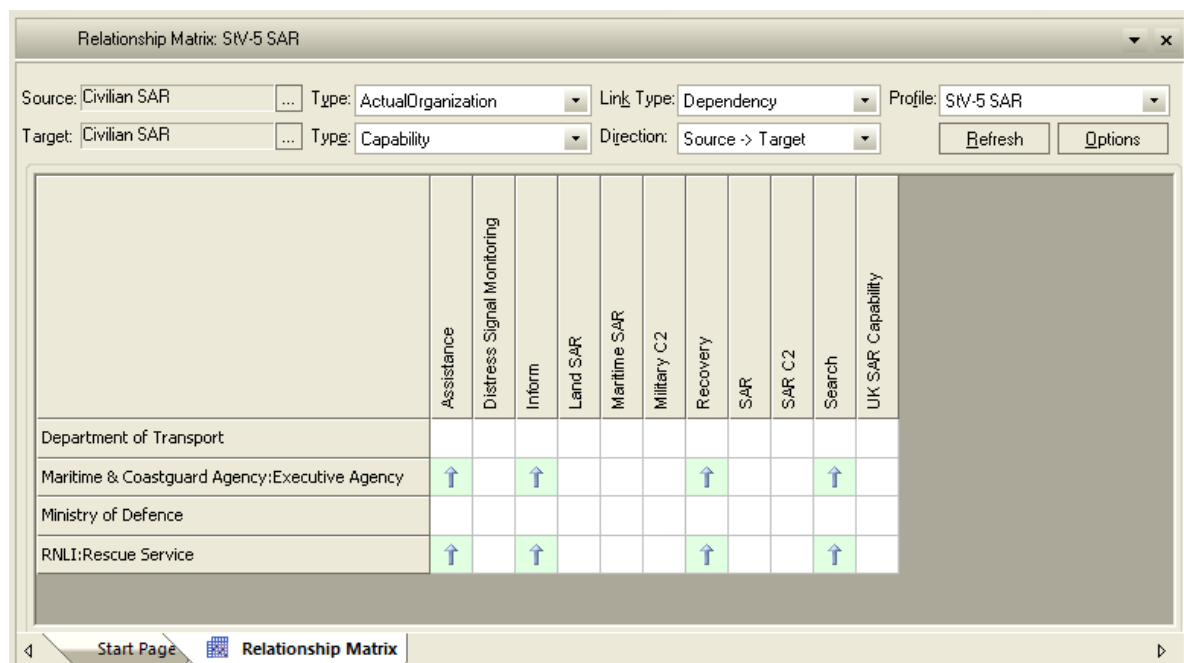 Relationship Matrix: StV-5 SAR
Source: Civilian SAR ... Type: ActualOrganization Link Type: Dependency Profile: StV-5 SAR
Target: Civilian SAR ... Type: Capability Direction: Source -> Target Refresh Options
Assistance
Distress Signal Monitoring
Inform
Land SAR
Maritime SAR
Military C2
Recovery
SAR
SAR C2
Search
UK SAR Capability
Department of Transport
Maritime & Coastguard Agency:Executive Agency
Ministry of Defence
RNLI:Rescue Service
Start Page Relationship Matrix